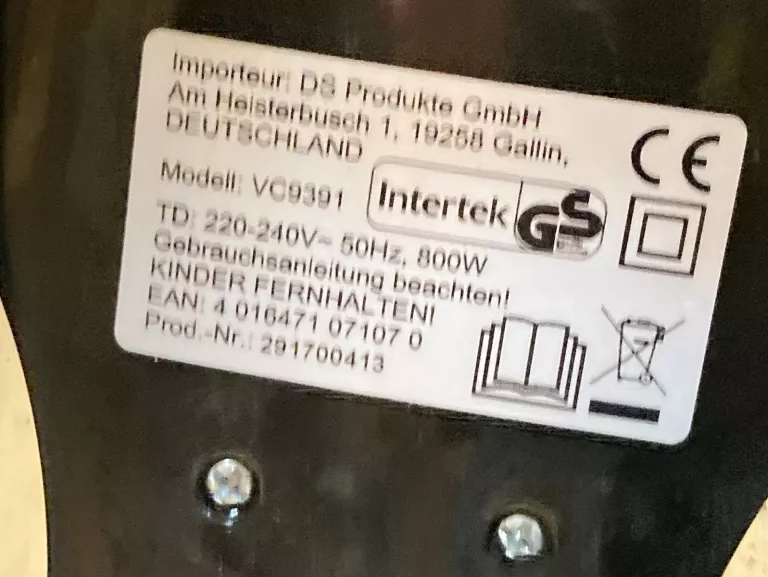 Importeur: DS Produkte GmbH
Am Heisterbusch 1, 19258 Gallin,
DEUTSCHLAND
Modell: VC9391
Intertek GS
CE
TD: 220-240V~ 50Hz, 800W
Gebrauchsanleitung beachten!
KINDER FERNHALTEN!
EAN: 4 016471 07107 0
Prod.-Nr.: 291700413